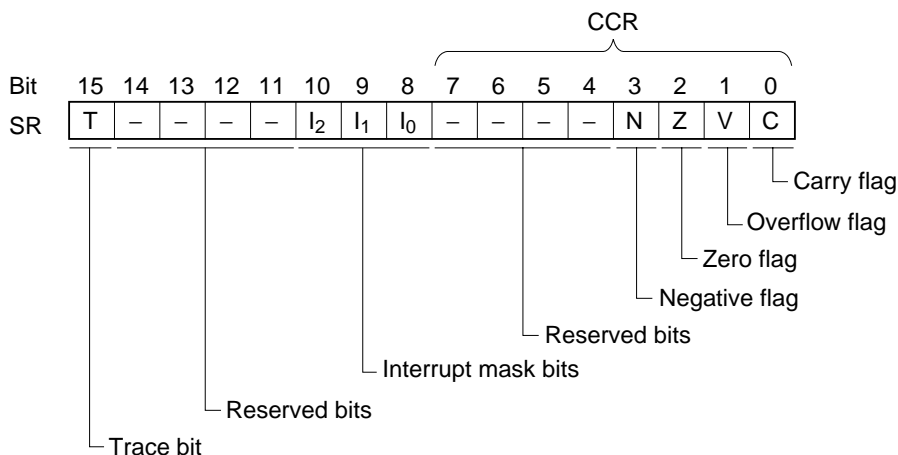 CCR
Bit 15 14 13 12 11 10 9 8 7 6 5 4 3 2 1 0
SR T – – – – I₂ I₁ I₀ – – – – N Z V C
Carry flag
Overflow flag
Zero flag
Negative flag
Reserved bits
Interrupt mask bits
Reserved bits
Trace bit